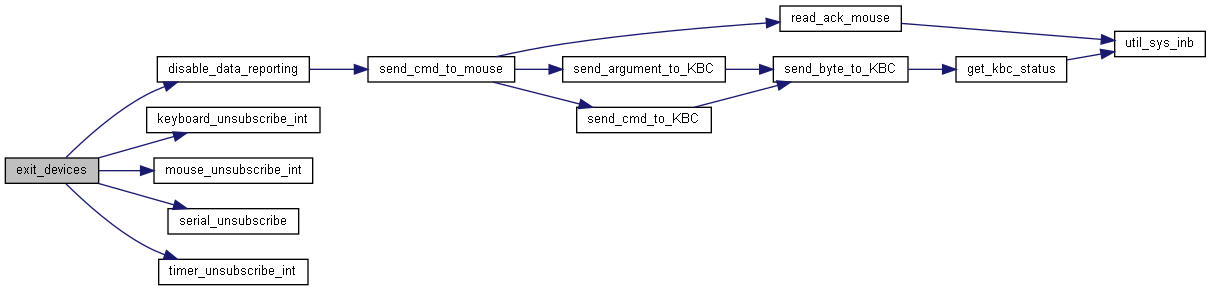 exit_devices
disable_data_reporting
keyboard_unsubscribe_int
mouse_unsubscribe_int
serial_unsubscribe
timer_unsubscribe_int
send_cmd_to_mouse
read_ack_mouse
send_argument_to_KBC
send_cmd_to_KBC
send_byte_to_KBC
get_kbc_status
util_sys_inb